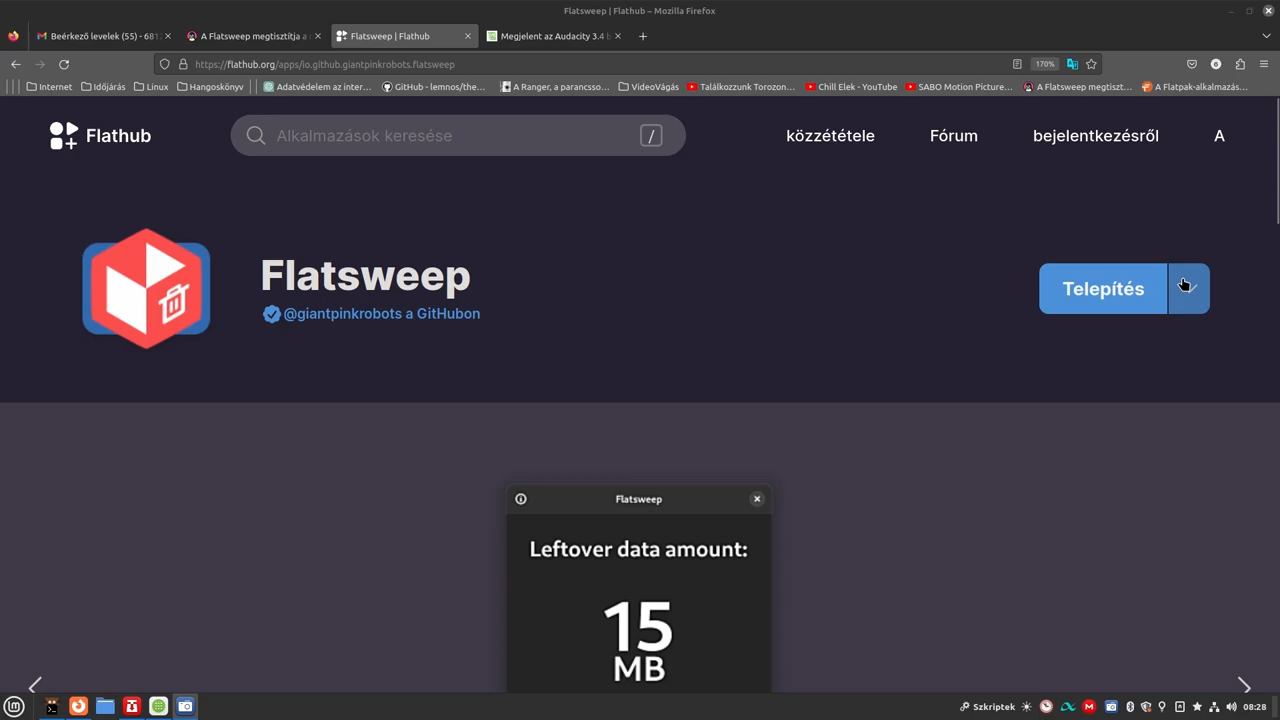 Flatsweep | Flathub – Mozilla Firefox
Beérkező levelek (55) - 681
A Flatsweep megtisztítja a r
Flatsweep | Flathub
Megjelent az Audacity 3.4 b
https://flathub.org/apps/io.github.giantpinkrobots.flatsweep
170%
Internet
Időjárás
Linux
Hangoskönyv
Adatvédelem az inter...
GitHub - lemnos/the...
A Ranger, a parancsso...
VideoVágás
Találkozzunk Torozon...
Chill Elek - YouTube
SABO Motion Picture...
A Flatsweep megtiszt...
A Flatpak-alkalmazás...
Flathub
Alkalmazások keresése
/
közzététele
Fórum
bejelentkezésről
A
Flatsweep
@giantpinkrobots a GitHubon
Telepítés
Flatsweep
Leftover data amount:
15
MB
Szkriptek
08:28